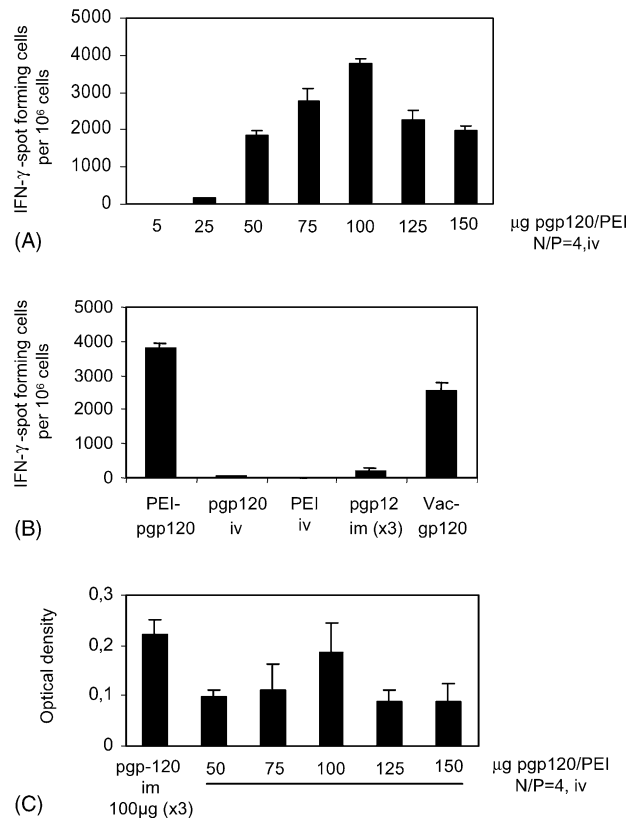 5000
4000
3000
2000
1000
0
IFN-γ-spot forming cells
per 10⁶ cells
5 25 50 75 100 125 150
µg pgp120/PEI
N/P=4,iv
(A)
5000
4000
3000
2000
1000
0
IFN-γ-spot forming cells
per 10⁶ cells
PEI- pgp120 PEI pgp12 Vac-
pgp120 iv iv im (x3) gp120
(B)
0,3
0,2
0,1
0
Optical density
pgp-120 50 75 100 125 150
im
100µg (x3)
µg pgp120/PEI
N/P=4, iv
(C)